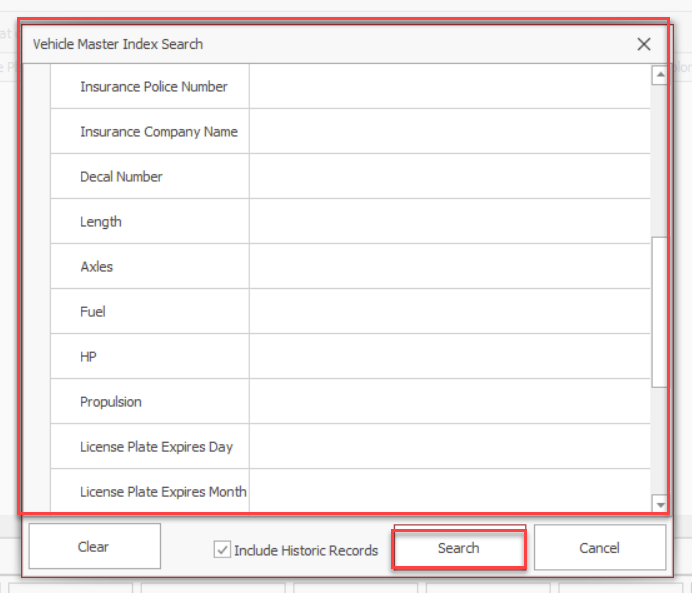 Vehicle Master Index Search
Insurance Police Number
Insurance Company Name
Decal Number
Length
Axles
Fuel
HP
Propulsion
License Plate Expires Day
License Plate Expires Month
Clear
Include Historic Records
Search
Cancel